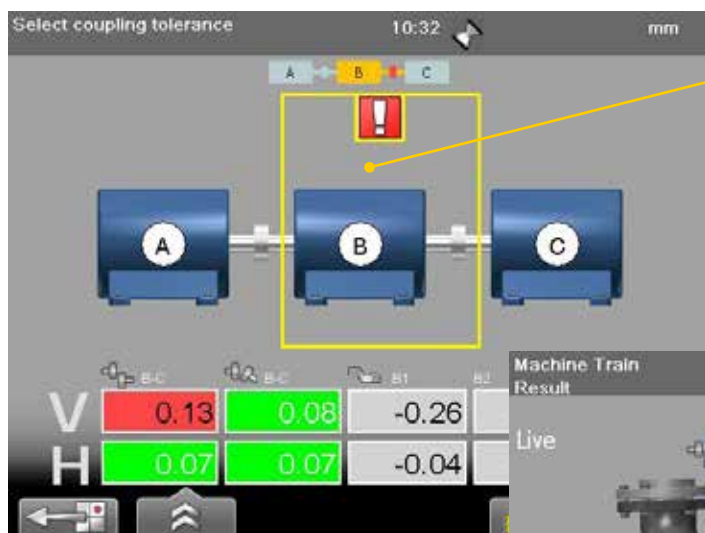 Select coupling tolerance 10:32 mm
A B C
!
A B C
B-C B-C B1 B2
V 0.13 0.08 -0.26
H 0.07 0.07 -0.04
Machine Train
Result
Live